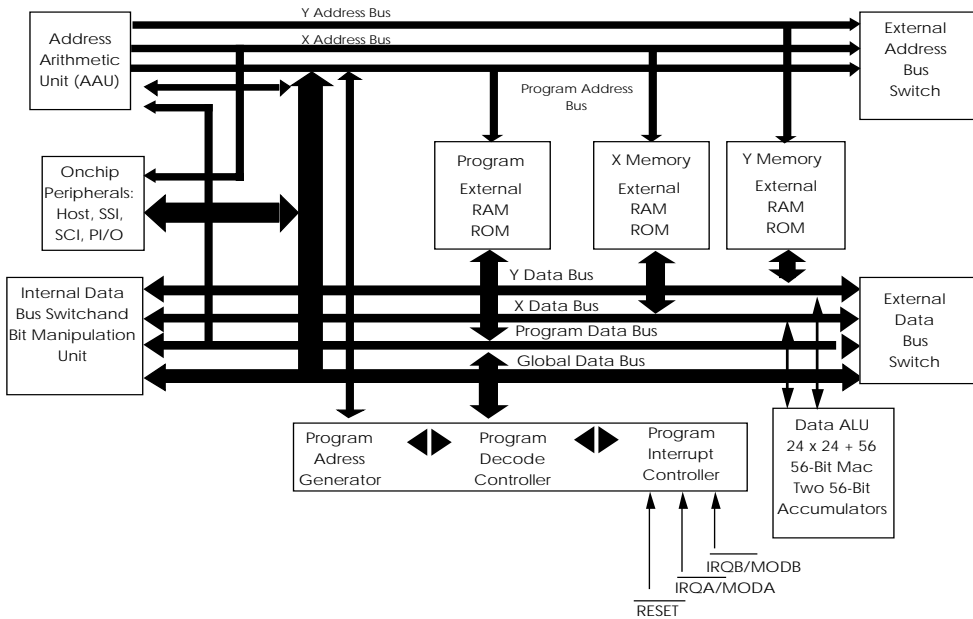 Y Address Bus
X Address Bus
Address
Arithmetic
Unit (AAU)
External
Address
Bus
Switch
Program Address
Bus
Onchip
Peripherals:
Host, SSI,
SCI, PI/O
Program
External
RAM
ROM
X Memory
External
RAM
ROM
Y Memory
External
RAM
ROM
Internal Data
Bus Switchand
Bit Manipulation
Unit
Y Data Bus
X Data Bus
Program Data Bus
Global Data Bus
External
Data
Bus
Switch
Program
Adress
Generator
Program
Decode
Controller
Program
Interrupt
Controller
Data ALU
24 x 24 + 56
56-Bit Mac
Two 56-Bit
Accumulators
IRQB/MODB
IRQA/MODA
RESET